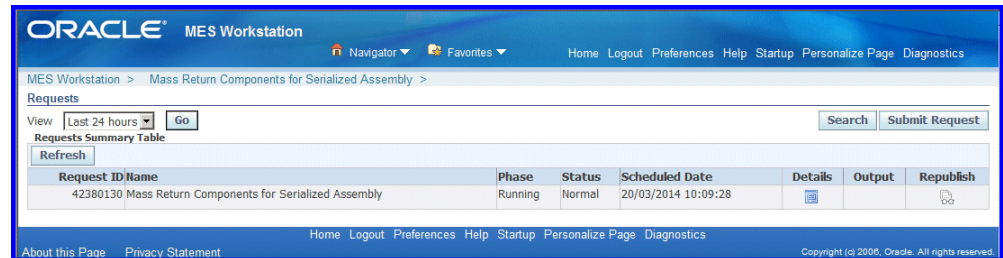 ORACLE® MES Workstation
Navigator Favorites Home Logout Preferences Help Startup Personalize Page Diagnostics
MES Workstation > Mass Return Components for Serialized Assembly >
Requests
View Last 24 hours Go Search Submit Request
Requests Summary Table
Refresh
Request ID Name Phase Status Scheduled Date Details Output Republish
42380130 Mass Return Components for Serialized Assembly Running Normal 20/03/2014 10:09:28
Home Logout Preferences Help Startup Personalize Page Diagnostics
About this Page Privacy Statement Copyright (c) 2006, Oracle. All rights reserved.